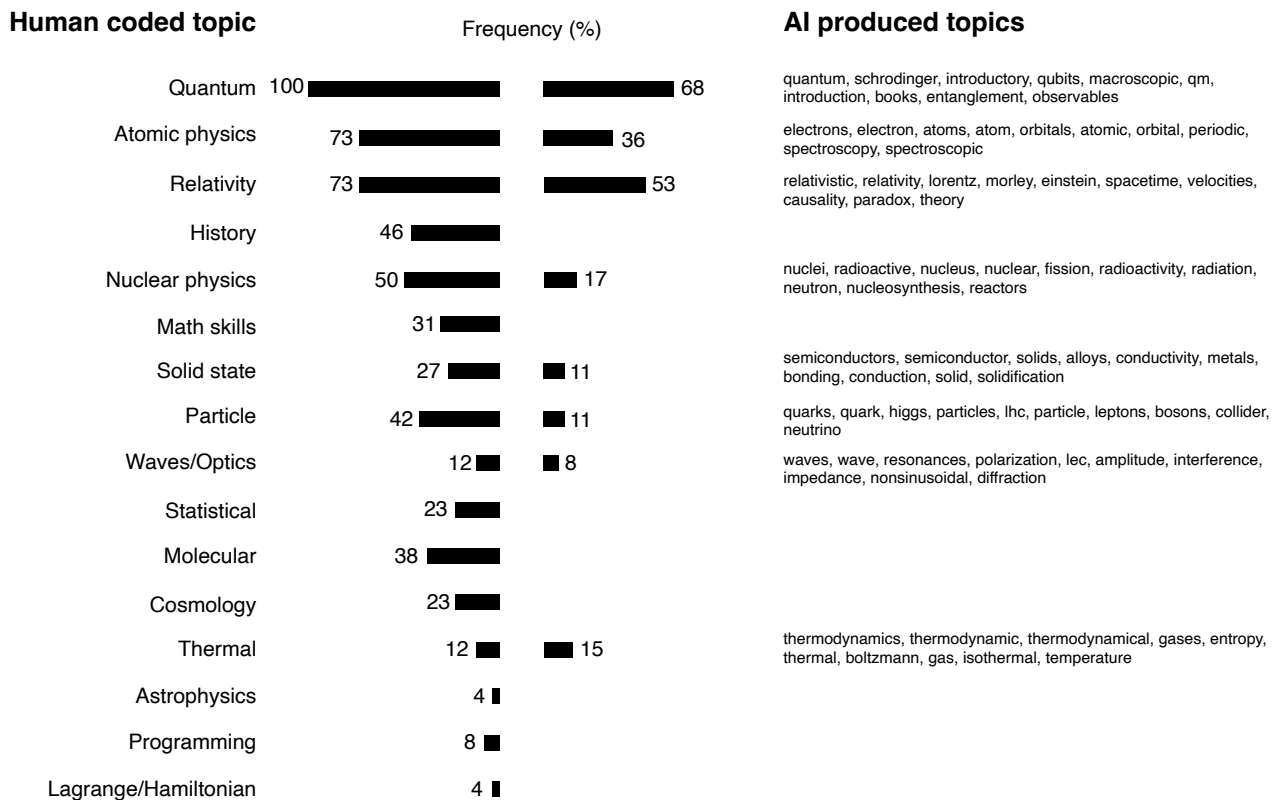 Human coded topic Frequency (%) AI produced topics
Quantum 100 68 quantum, schrodinger, introductory, qubits, macroscopic, qm,
introduction, books, entanglement, observables
Atomic physics 73 36 electrons, electron, atoms, atom, orbitals, atomic, orbital, periodic,
spectroscopy, spectroscopic
Relativity 73 53 relativistic, relativity, lorentz, morley, einstein, spacetime, velocities,
causality, paradox, theory
History 46
Nuclear physics 50 17 nuclei, radioactive, nucleus, nuclear, fission, radioactivity, radiation,
neutron, nucleosynthesis, reactors
Math skills 31
Solid state 27 11 semiconductors, semiconductor, solids, alloys, conductivity, metals,
bonding, conduction, solid, solidification
Particle 42 11 quarks, quark, higgs, particles, lhc, particle, leptons, bosons, collider,
neutrino
Waves/Optics 12 8 waves, wave, resonances, polarization, lec, amplitude, interference,
impedance, nonsinusoidal, diffraction
Statistical 23
Molecular 38
Cosmology 23
Thermal 12 15 thermodynamics, thermodynamic, thermodynamical, gases, entropy,
thermal, boltzmann, gas, isothermal, temperature
Astrophysics 4
Programming 8
Lagrange/Hamiltonian 4